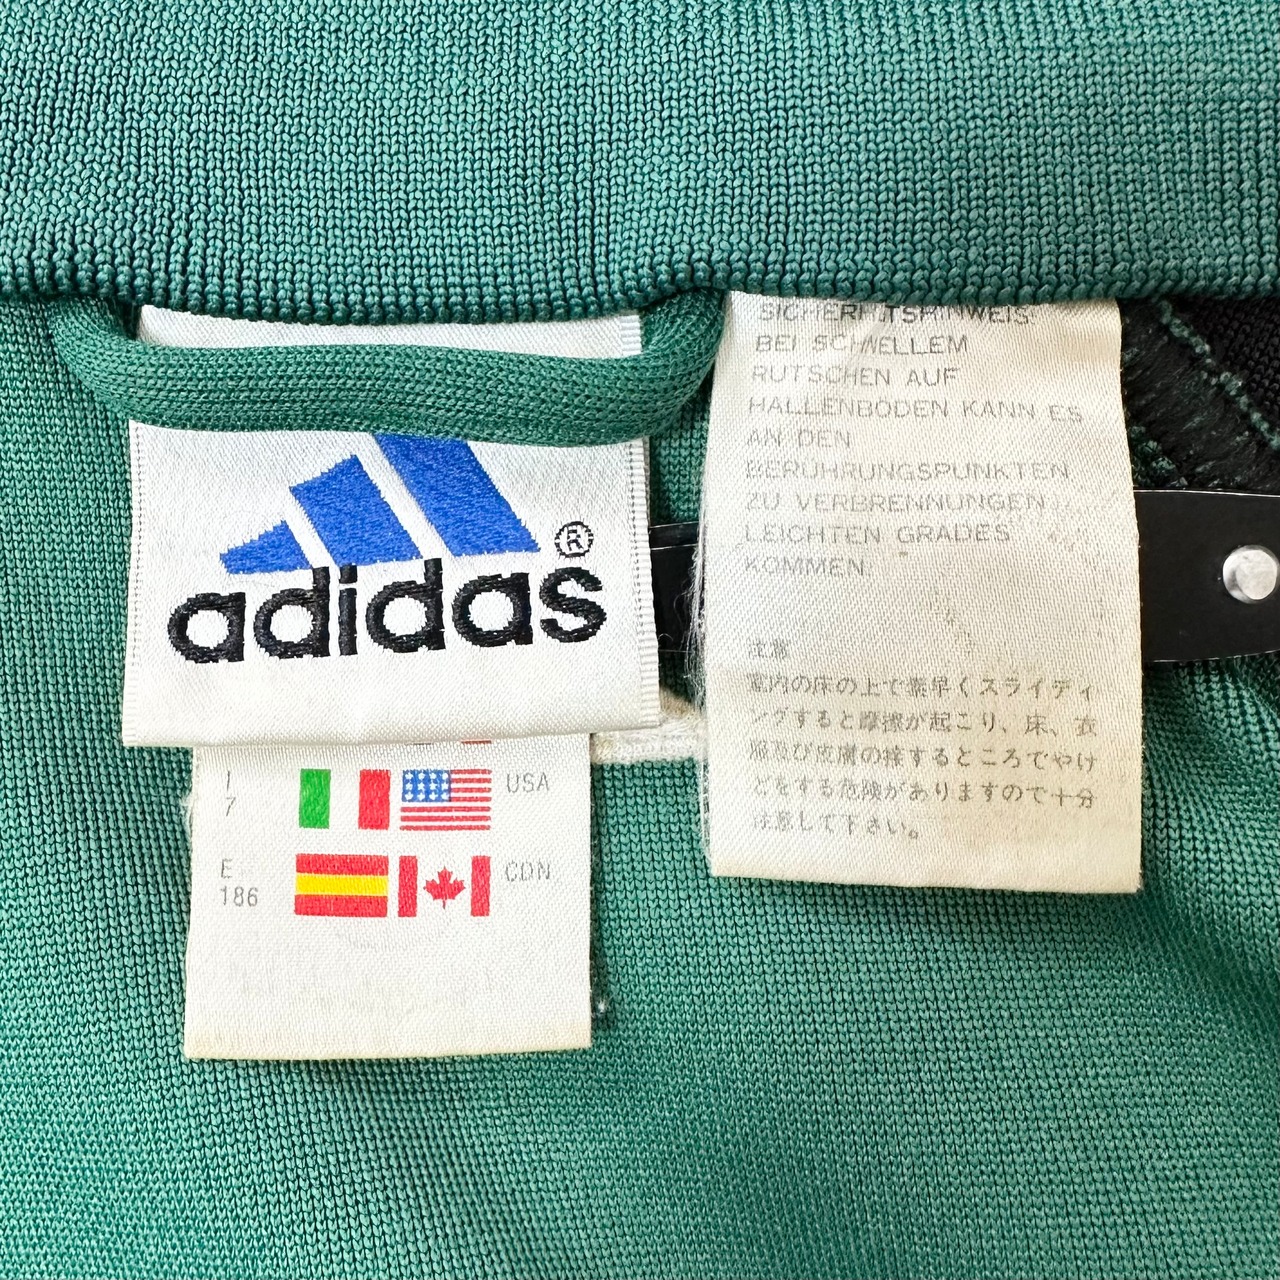 adidas®
I
7
USA
E
186
CDN
SICHERHEITSHINWEIS
BEI SCHNELLEM
RUTSCHEN AUF
HALLENBÖDEN KANN ES
AN DEN
BERÜHRUNGSPUNKTEN
ZU VERBRENNUNGEN
LEICHTEN GRADES
KOMMEN
注意
室内の床の上で素早くスライディ
ングすると摩擦が起こり、床、衣
服及び皮膚の接するところでやけ
どをする危険がありますので十分
注意して下さい。